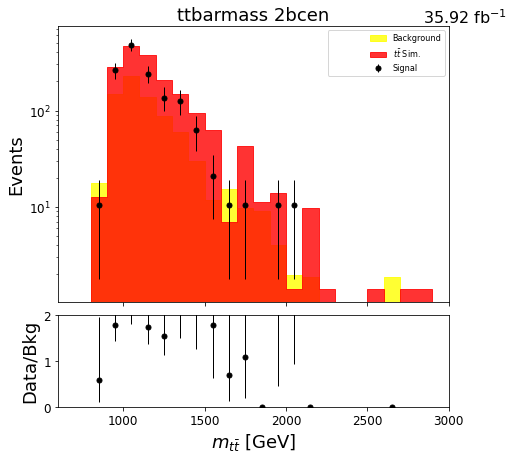 ttbarmass 2bcen
35.92 fb⁻¹
Background
tt̄ Sim.
Signal
Events
10²
10¹
Data/Bkg
2
1
0
1000 1500 2000 2500 3000
m_tt̄ [GeV]